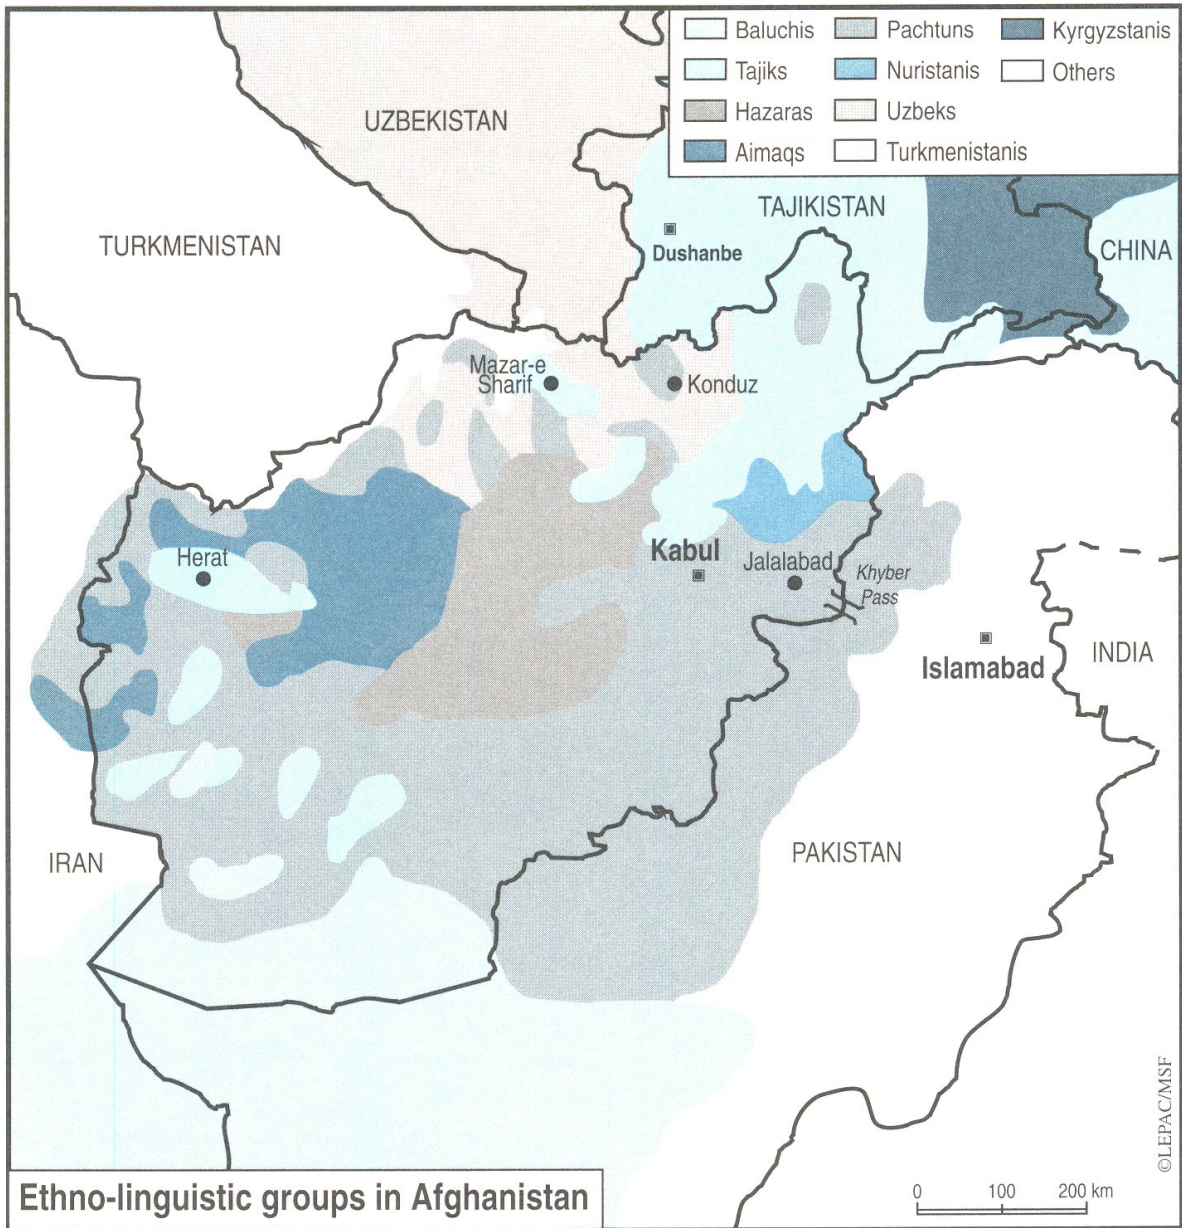 Baluchis
Tajiks
Hazaras
Aimaqs
Pachtuns
Nuristanis
Uzbeks
Turkmenistanis
Kyrgyzstanis
Others
UZBEKISTAN
TAJIKISTAN
TURKMENISTAN
Dushanbe
CHINA
Mazar-e
Sharif
Konduz
Herat
Kabul
Jalalabad
Khyber
Pass
Islamabad
INDIA
IRAN
PAKISTAN
©LEPAC/MSF
Ethno-linguistic groups in Afghanistan
0 100 200 km